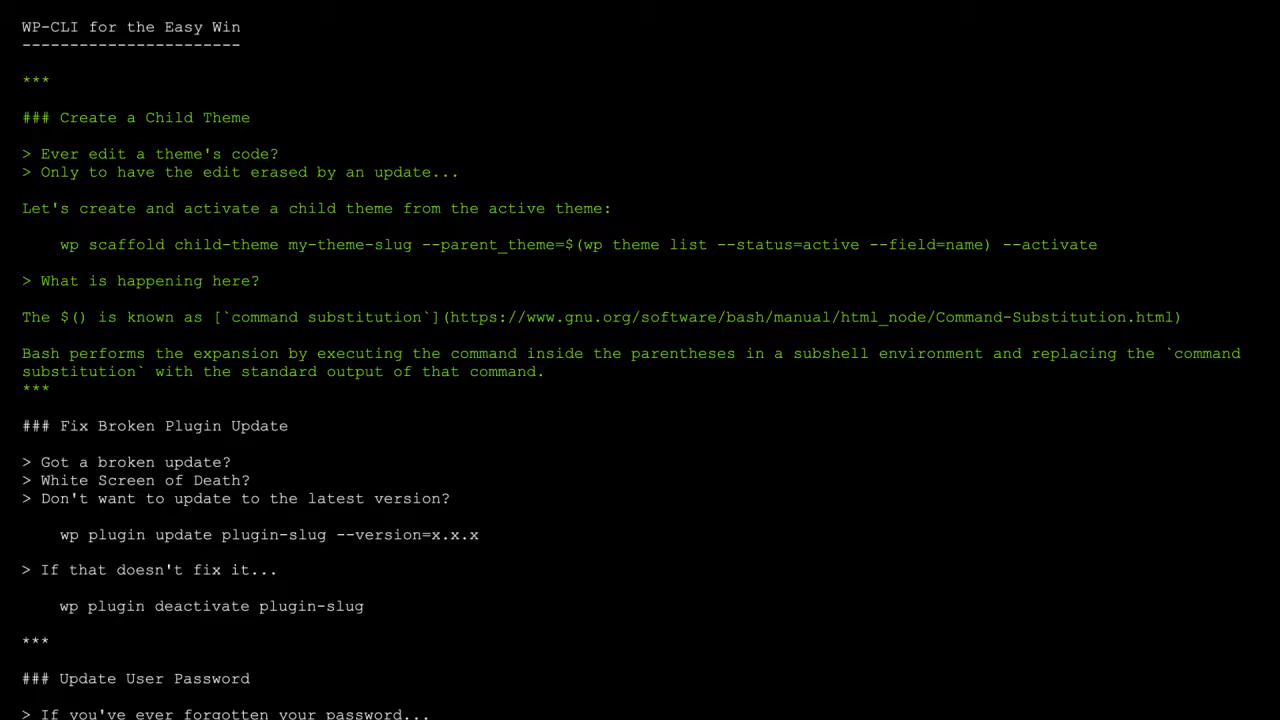 WP-CLI for the Easy Win
-----------------------
***
### Create a Child Theme
> Ever edit a theme's code?
> Only to have the edit erased by an update...
Let's create and activate a child theme from the active theme:
wp scaffold child-theme my-theme-slug --parent_theme=$(wp theme list --status=active --field=name) --activate
> What is happening here?
The $() is known as [`command substitution`](https://www.gnu.org/software/bash/manual/html_node/Command-Substitution.html)
Bash performs the expansion by executing the command inside the parentheses in a subshell environment and replacing the `command
substitution` with the standard output of that command.
***
### Fix Broken Plugin Update
> Got a broken update?
> White Screen of Death?
> Don't want to update to the latest version?
wp plugin update plugin-slug --version=x.x.x
> If that doesn't fix it...
wp plugin deactivate plugin-slug
***
### Update User Password
> If you've ever forgotten your password...